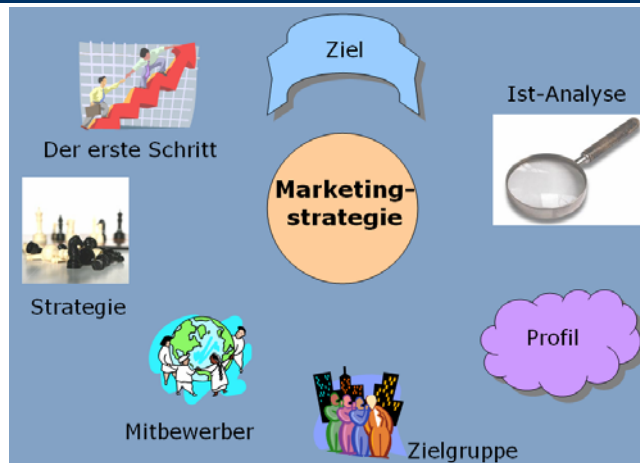 Ziel
Ist-Analyse
Der erste Schritt
Marketing-
strategie
Strategie
Profil
Mitbewerber
Zielgruppe